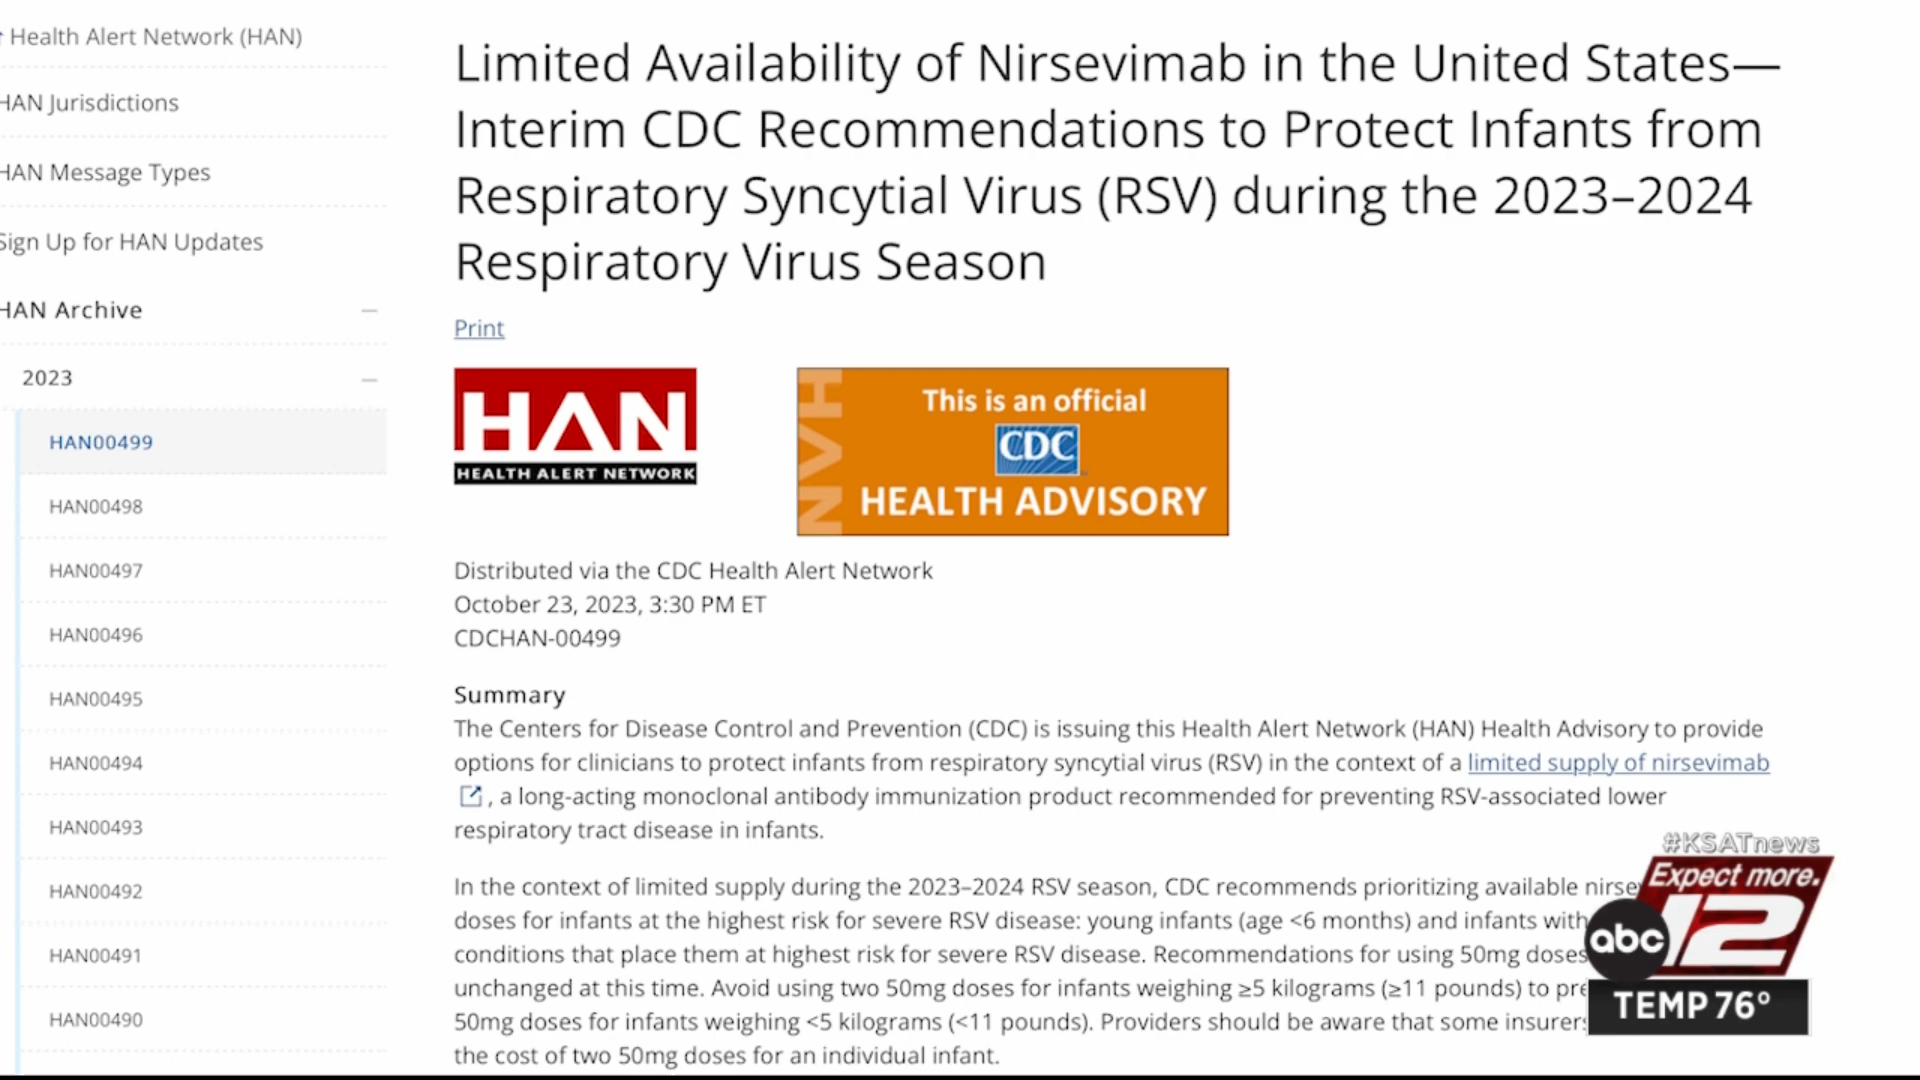 Health Alert Network (HAN)
HAN Jurisdictions
HAN Message Types
Sign Up for HAN Updates
HAN Archive
2023
HAN00499
HAN00498
HAN00497
HAN00496
HAN00495
HAN00494
HAN00493
HAN00492
HAN00491
HAN00490
Limited Availability of Nirsevimab in the United States—
Interim CDC Recommendations to Protect Infants from
Respiratory Syncytial Virus (RSV) during the 2023–2024
Respiratory Virus Season
Print
HAN
HEALTH ALERT NETWORK
HAN
This is an official
CDC
HEALTH ADVISORY
Distributed via the CDC Health Alert Network
October 23, 2023, 3:30 PM ET
CDCHAN-00499
Summary
The Centers for Disease Control and Prevention (CDC) is issuing this Health Alert Network (HAN) Health Advisory to provide
options for clinicians to protect infants from respiratory syncytial virus (RSV) in the context of a limited supply of nirsevimab
, a long-acting monoclonal antibody immunization product recommended for preventing RSV-associated lower
respiratory tract disease in infants.
In the context of limited supply during the 2023–2024 RSV season, CDC recommends prioritizing available
doses for infants at the highest risk for severe RSV disease: young infants (age <6 months) and infants with
conditions that place them at highest risk for severe RSV disease. Recommendations for using 50mg doses
unchanged at this time. Avoid using two 50mg doses for infants weighing ≥5 kilograms (≥11 pounds) to
50mg doses for infants weighing <5 kilograms (<11 pounds). Providers should be aware that some
the cost of two 50mg doses for an individual infant.
#KSATnews
Expect more.
abc
12
TEMP 76°